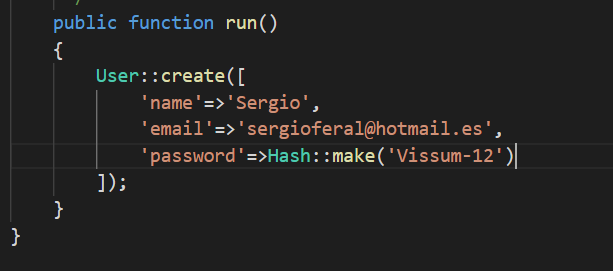 /
public function run()
{
User::create([
'name'=>'Sergio',
'email'=>'sergioferal@hotmail.es',
'password'=>Hash::make('Vissum-12')
]);
}
}